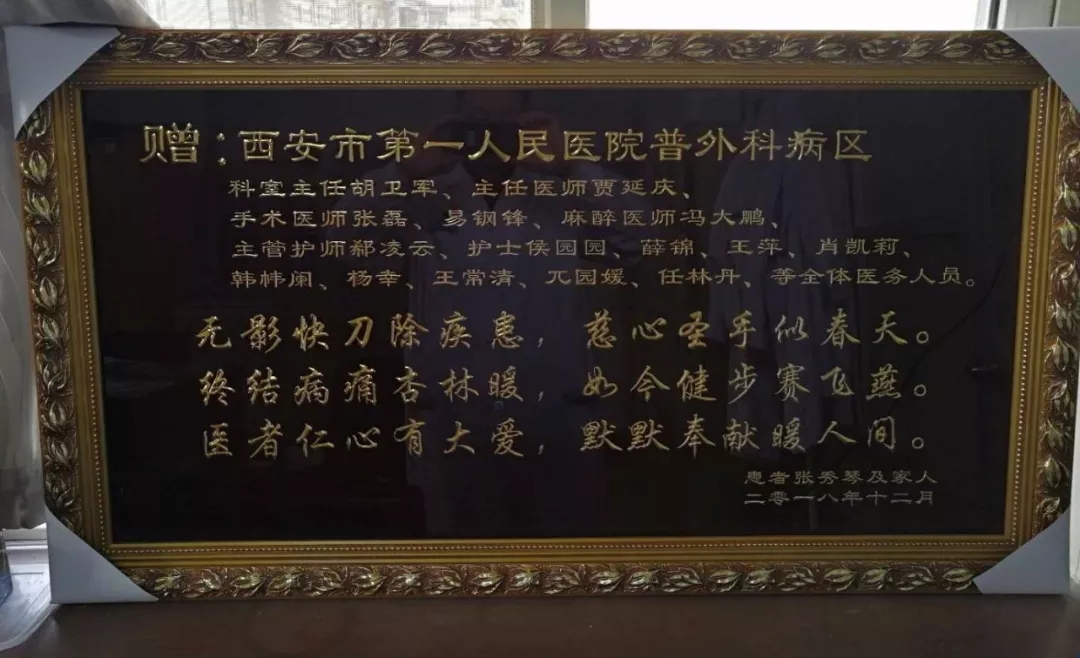 赠：西安市第一人民医院普外科病区
科室主任胡卫军、主任医师贾延庆、
手术医师张磊、易钢锋、麻醉医师冯大鹏、
主管护师郗凌云、护士侯园园、薛锦、王萍、肖凯莉、
韩帏阑、杨幸、王常清、兀园媛、任林丹、等全体医务人员。
无影快刀除疾患，慈心圣手似春天。
终结病痛杏林暖，如今健步赛飞燕。
医者仁心有大爱，默默奉献暖人间。
患者张秀琴及家人
二零一八年十二月